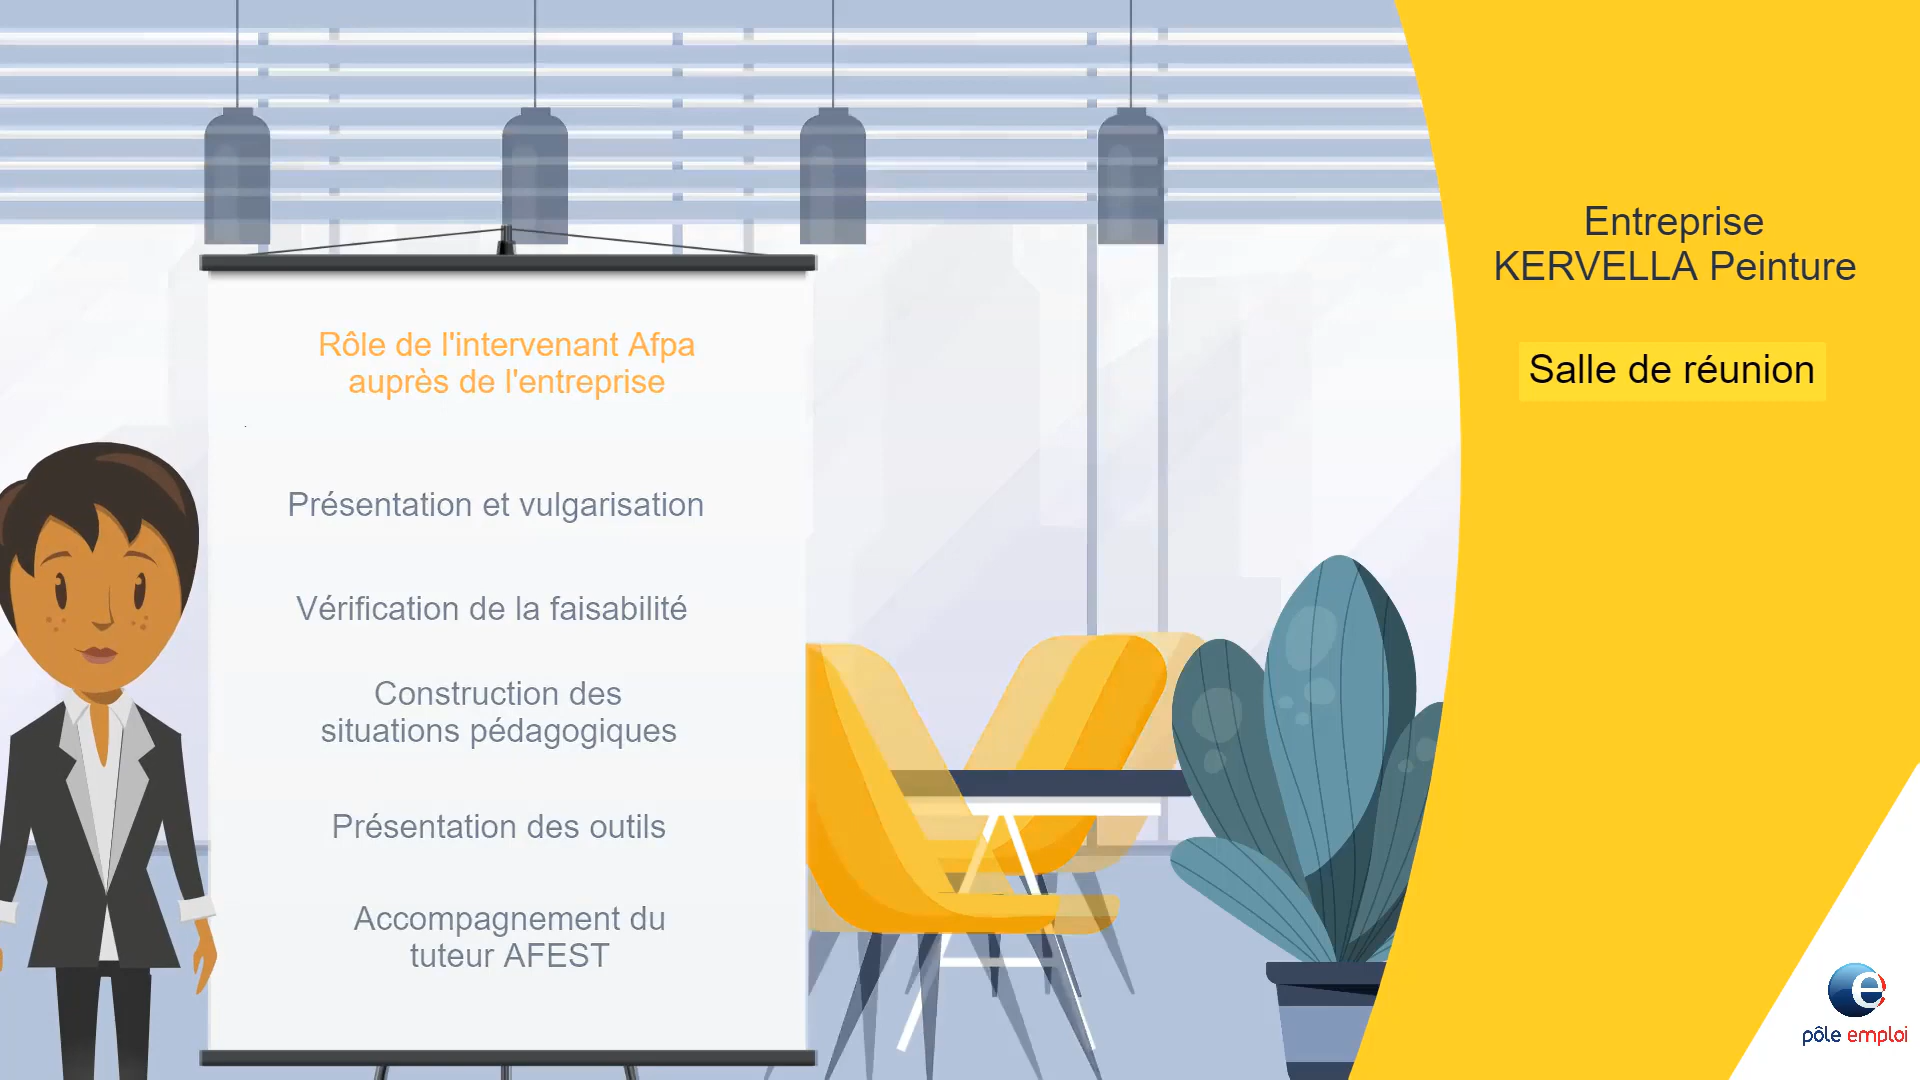 Rôle de l'intervenant Afpa
auprès de l'entreprise
Présentation et vulgarisation
Vérification de la faisabilité
Construction des
situations pédagogiques
Présentation des outils
Accompagnement du
tuteur AFEST
Entreprise
KERVELLA Peinture
Salle de réunion
pôle emploi